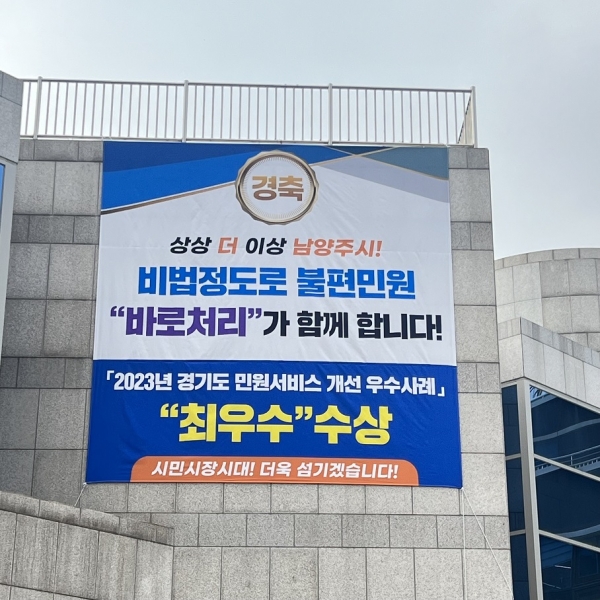 경축
상상 더 이상 남양주시!
비법정도로 불편민원
“바로처리”가 함께 합니다!
「2023년 경기도 민원서비스 개선 우수사례」
“최우수”수상
시민시장시대! 더욱 섬기겠습니다!